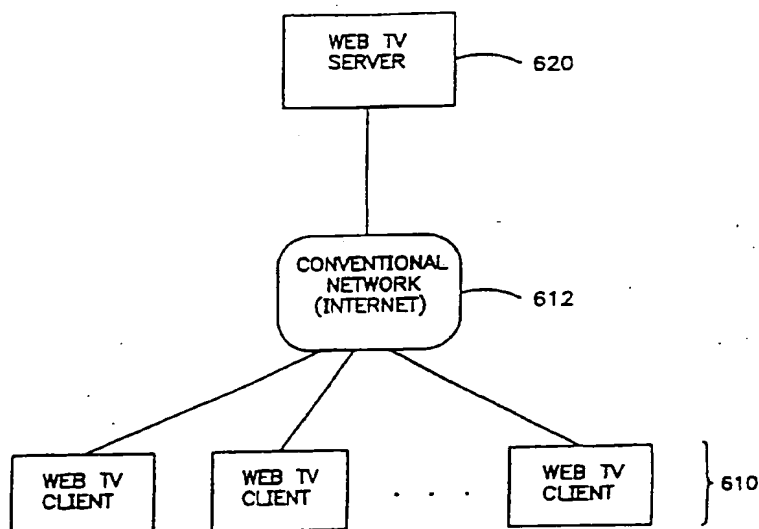 WEB TV
SERVER
620
CONVENTIONAL
NETWORK
(INTERNET)
612
WEB TV
CLIENT
WEB TV
CLIENT
. . . .
WEB TV
CLIENT
610